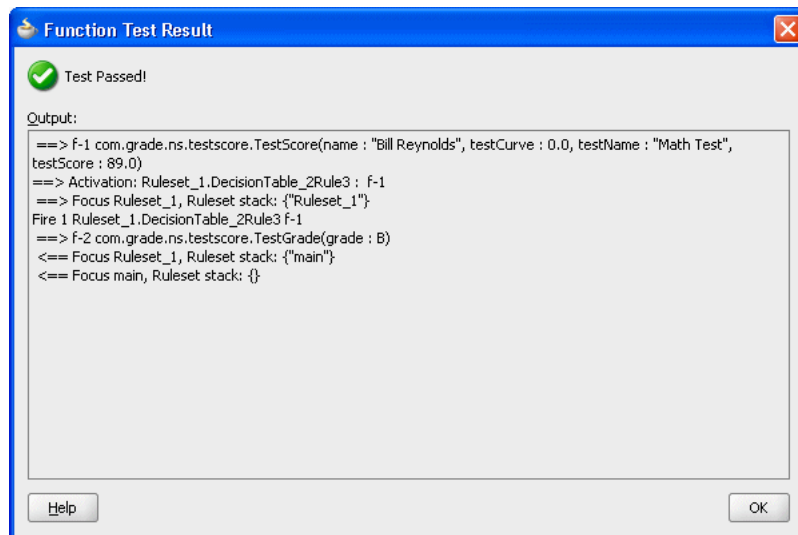 Function Test Result
Test Passed!
Output:
==> f-1 com.grade.ns.testscore.TestScore(name : "Bill Reynolds", testCurve : 0.0, testName : "Math Test",
testScore : 89.0)
==> Activation: Ruleset_1.DecisionTable_2Rule3 : f-1
==> Focus Ruleset_1, Ruleset stack: {"Ruleset_1"}
Fire 1 Ruleset_1.DecisionTable_2Rule3 f-1
==> f-2 com.grade.ns.testscore.TestGrade(grade : B)
<== Focus Ruleset_1, Ruleset stack: {"main"}
<== Focus main, Ruleset stack: {}
Help
OK